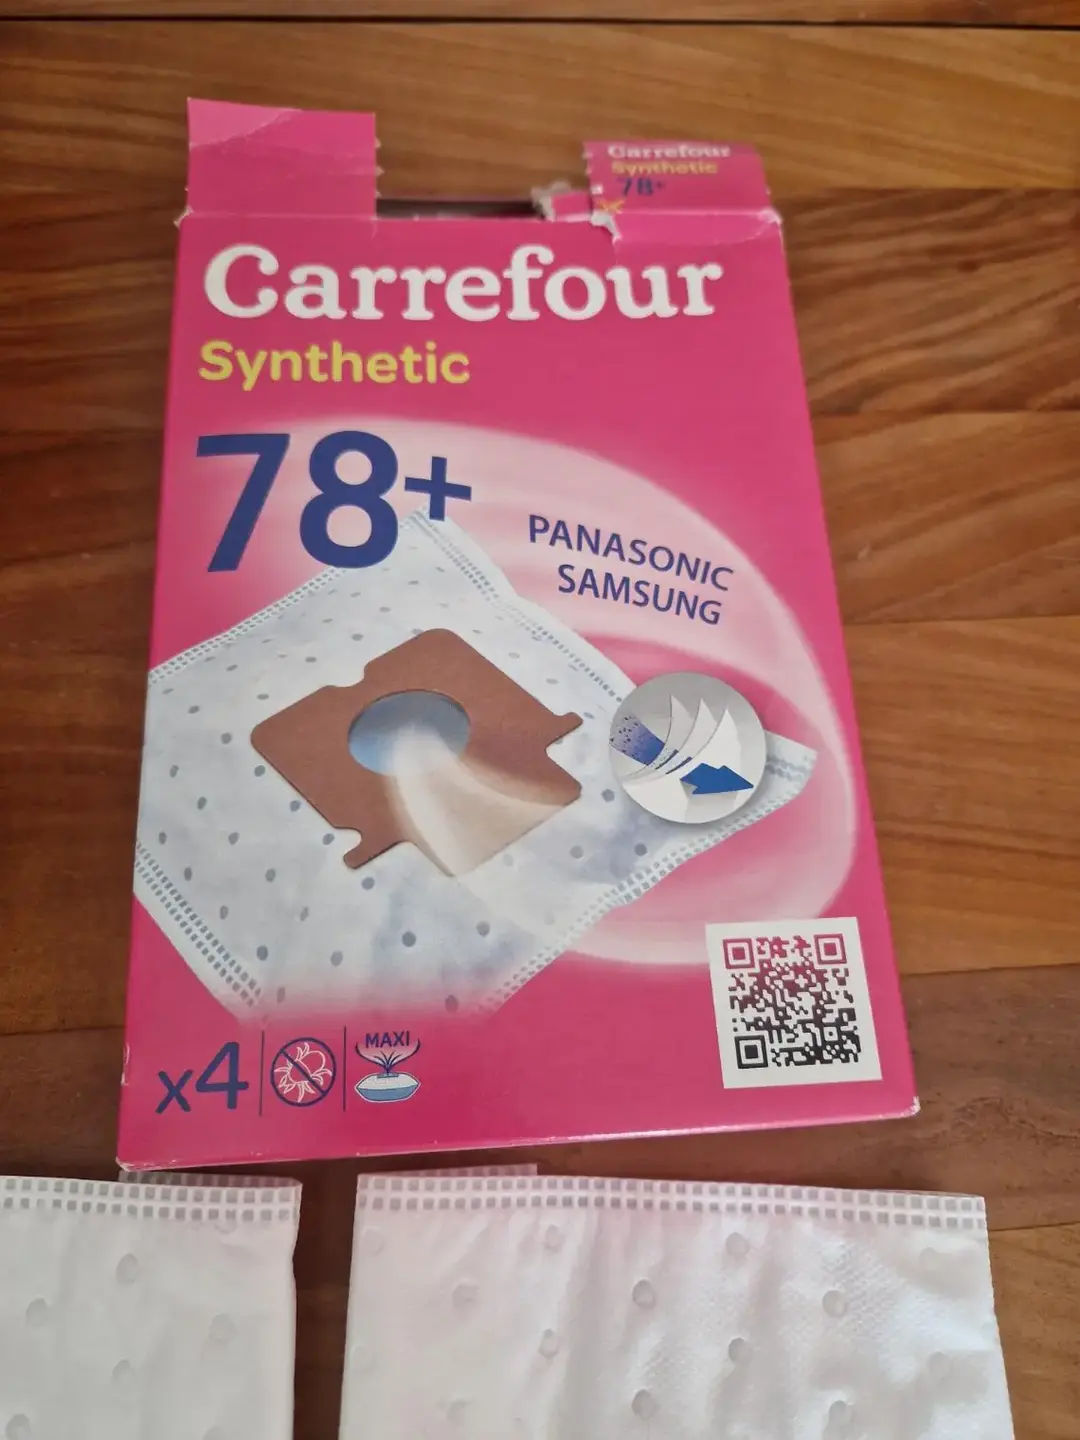 Carrefour
Synthetic
78+
Carrefour
Synthetic
78+
PANASONIC
SAMSUNG
x4
MAXI